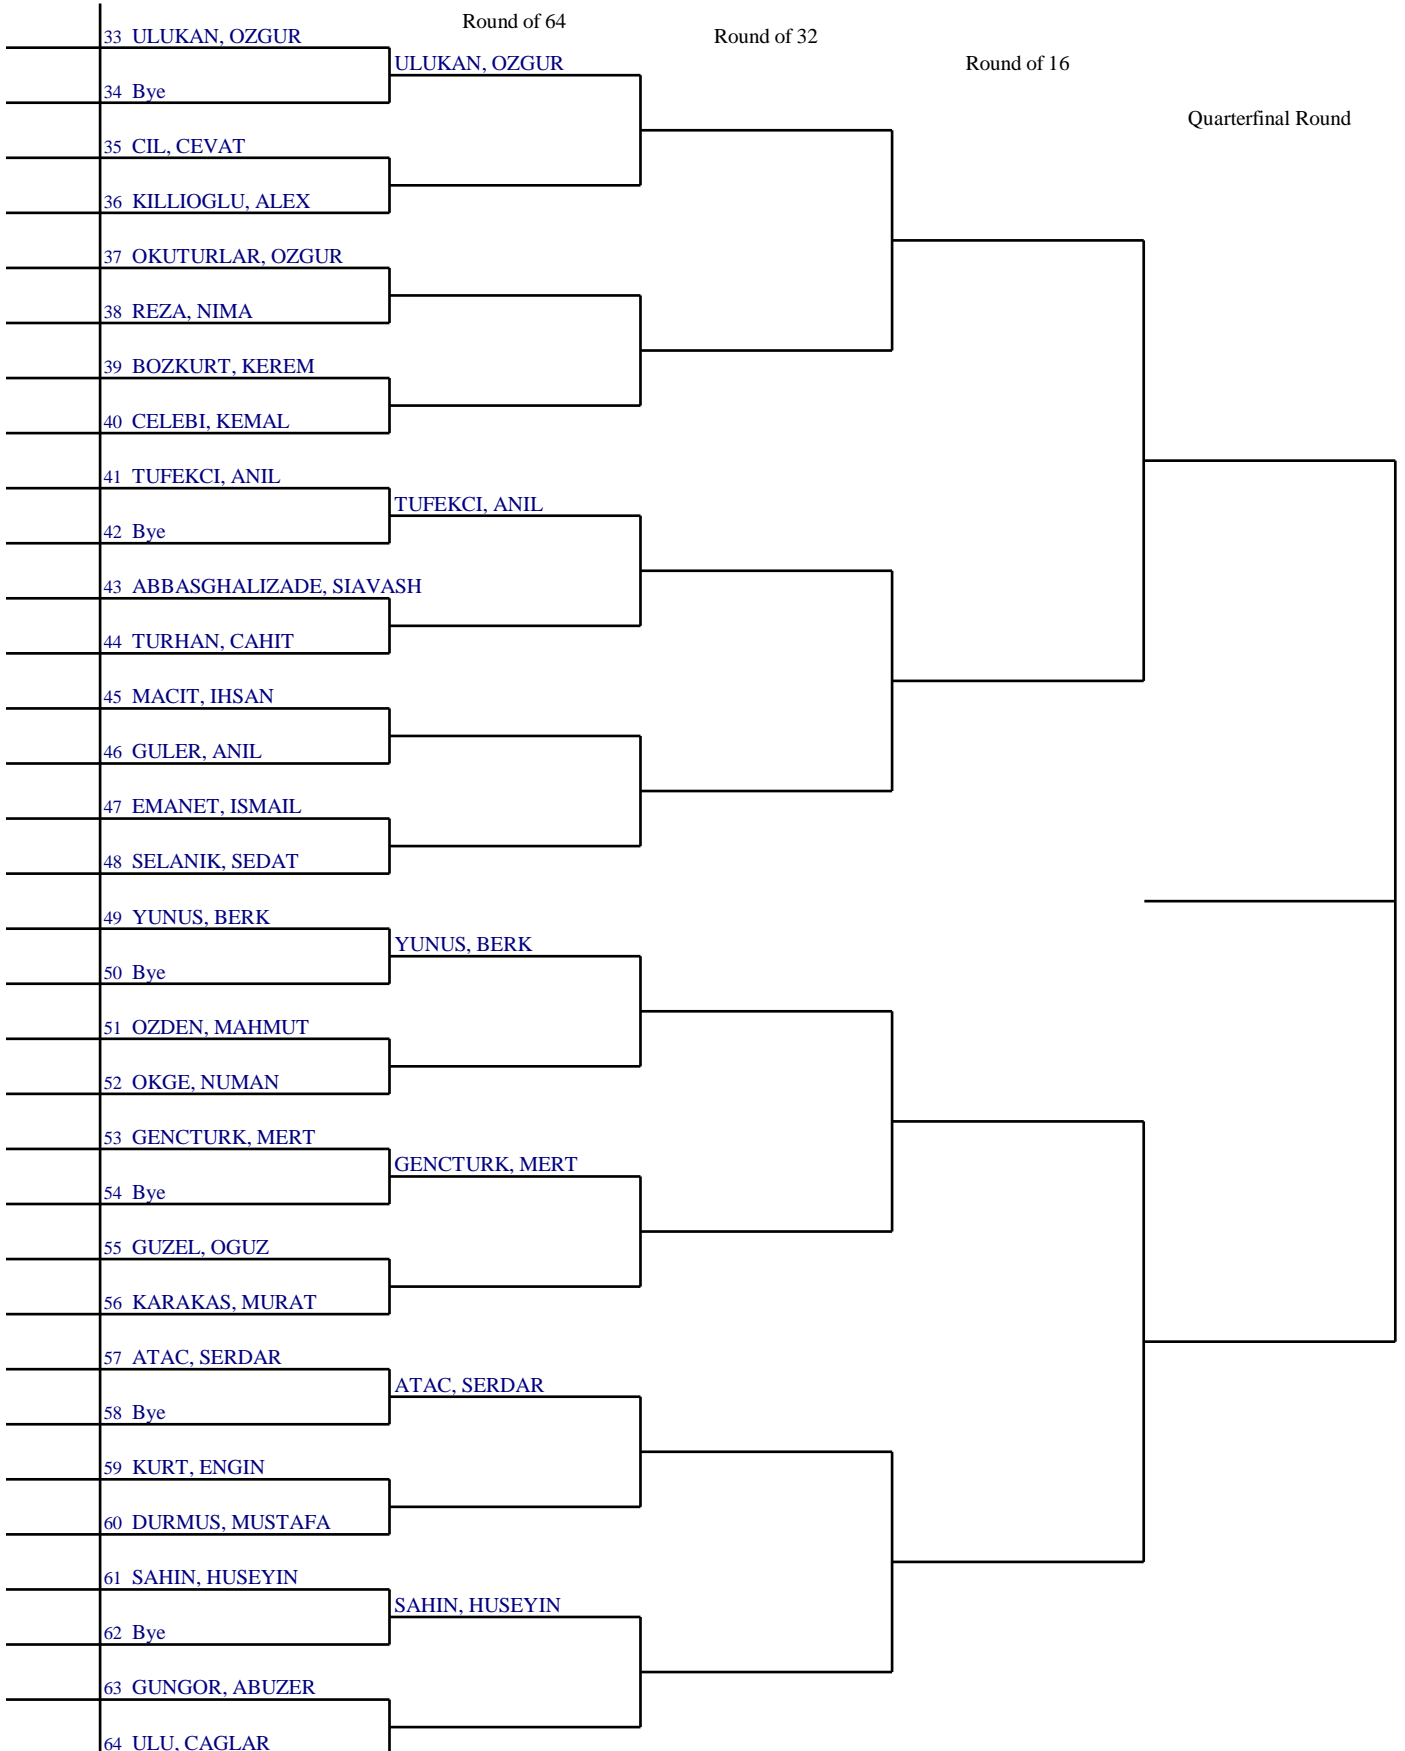 Round of 64
Round of 32
Round of 16
Quarterfinal Round
33 ULUKAN, OZGUR
ULUKAN, OZGUR
34 Bye
35 CIL, CEVAT
36 KILLIOGLU, ALEX
37 OKUTURLAR, OZGUR
38 REZA, NIMA
39 BOZKURT, KEREM
40 CELEBI, KEMAL
41 TUFEKCI, ANIL
TUFEKCI, ANIL
42 Bye
43 ABBASGHALIZADE, SIAVASH
44 TURHAN, CAHIT
45 MACIT, IHSAN
46 GULER, ANIL
47 EMANET, ISMAIL
48 SELANIK, SEDAT
49 YUNUS, BERK
YUNUS, BERK
50 Bye
51 OZDEN, MAHMUT
52 OKGE, NUMAN
53 GENCTURK, MERT
GENCTURK, MERT
54 Bye
55 GUZEL, OGUZ
56 KARAKAS, MURAT
57 ATAC, SERDAR
ATAC, SERDAR
58 Bye
59 KURT, ENGIN
60 DURMUS, MUSTAFA
61 SAHIN, HUSEYIN
SAHIN, HUSEYIN
62 Bye
63 GUNGOR, ABUZER
64 ULU, CAGLAR